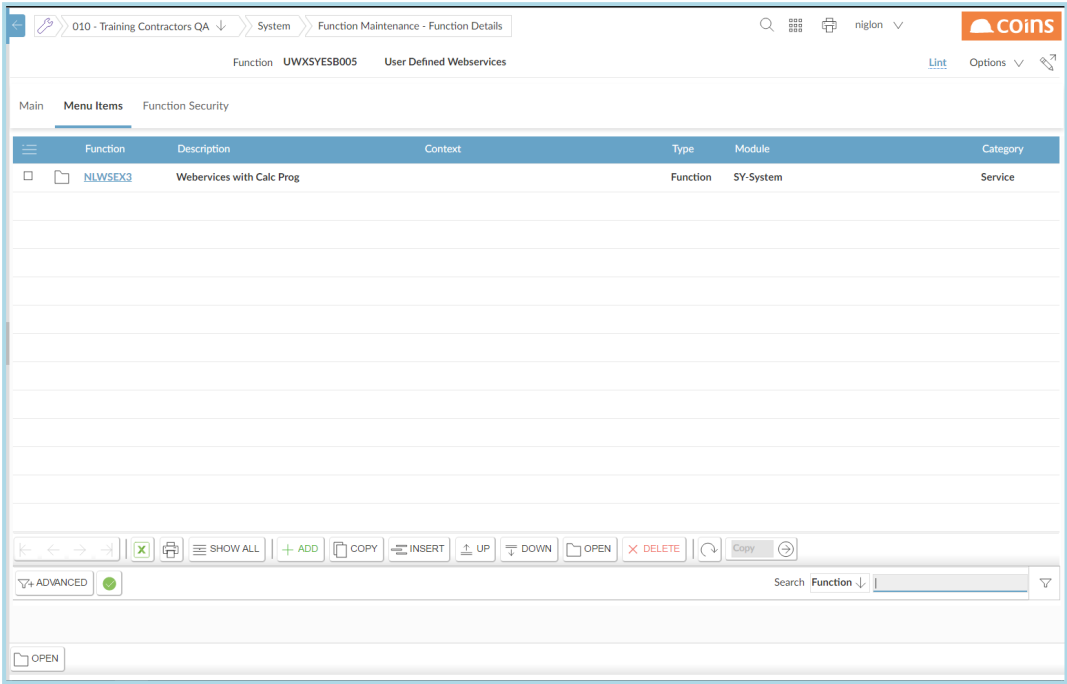 010 - Training Contractors QA System Function Maintenance - Function Details niglon coins
Function UWXSYESB005 User Defined Webservices Lint Options
Main Menu Items Function Security
Function Description Context Type Module Category
NLWSEX3 Webervices with Calc Prog Function SY-System Service
SHOW ALL ADD COPY INSERT UP DOWN OPEN DELETE Copy
ADVANCED Search Function
OPEN